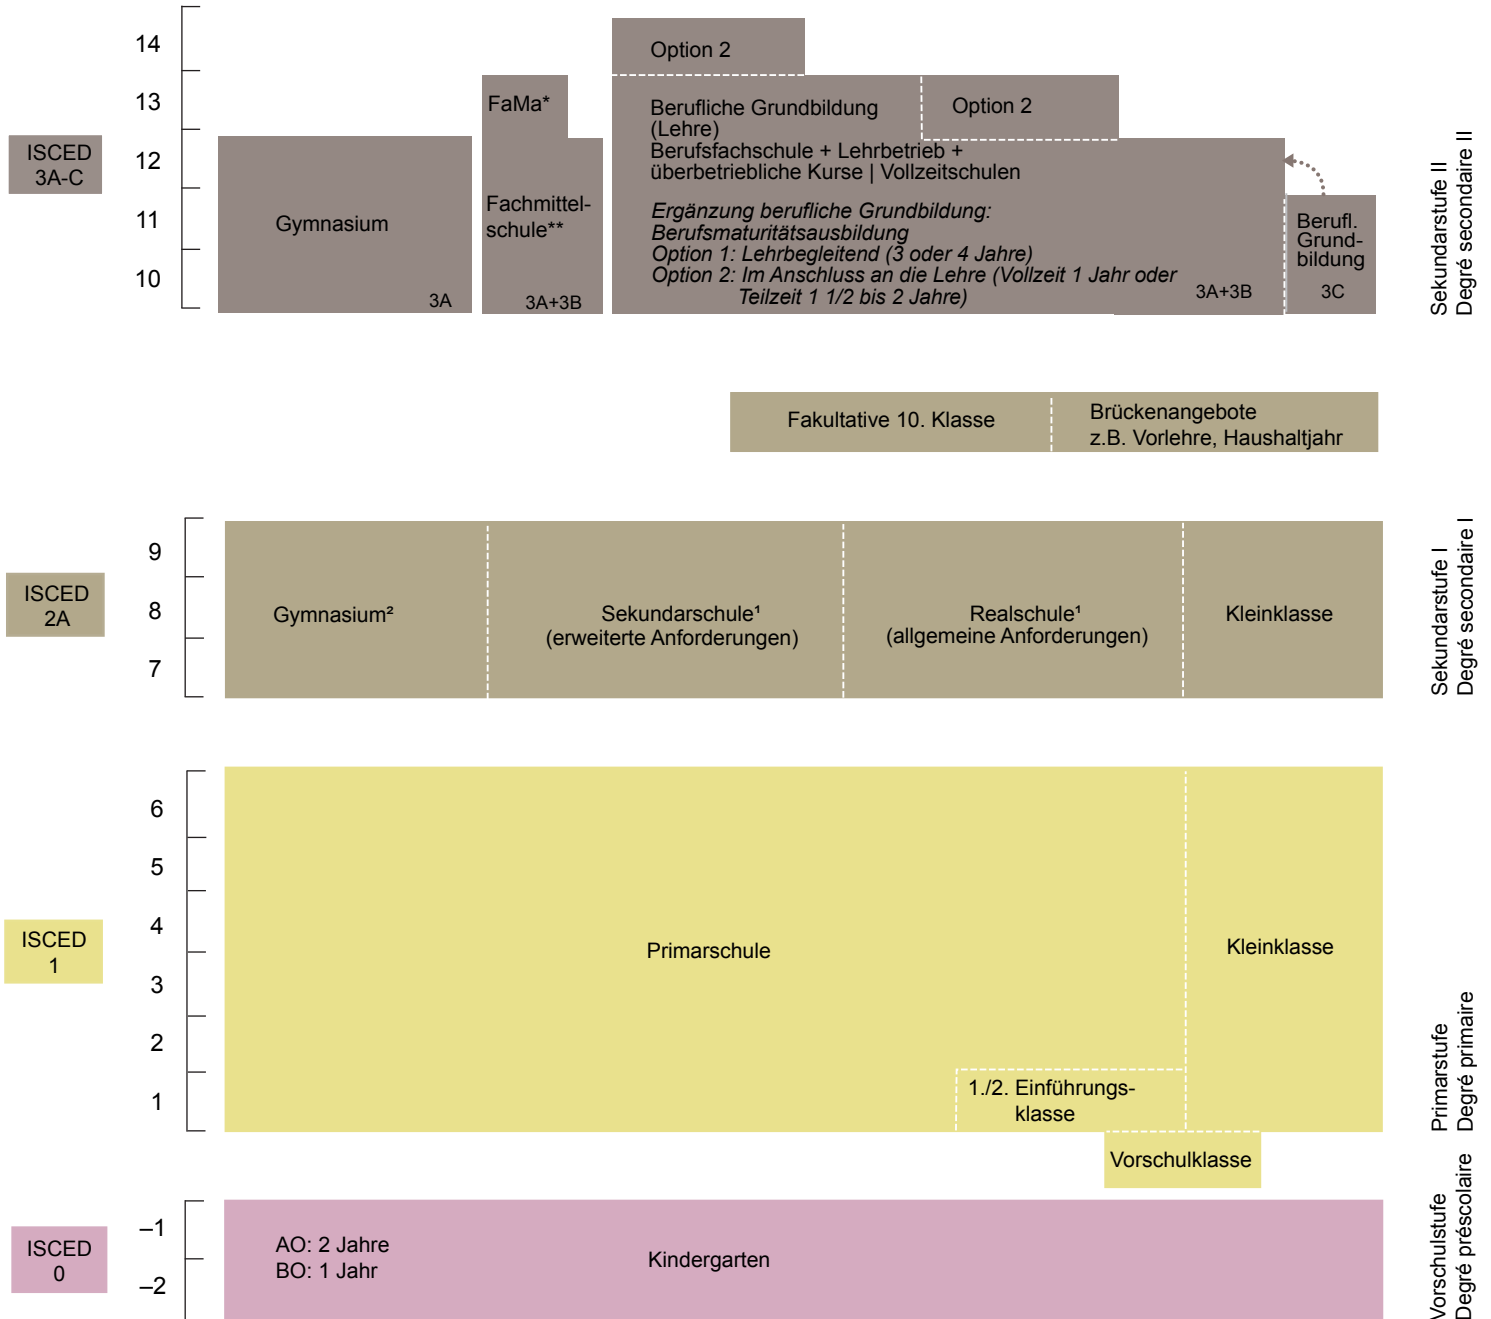 14
13
12
11
10
ISCED
3A-C
Option 2
FaMa*
Berufliche Grundbildung
(Lehre)
Berufsfachschule + Lehrbetrieb +
überbetriebliche Kurse | Vollzeitschulen
Option 2
Gymnasium
3A
Fachmittel-
schule**
3A+3B
Ergänzung berufliche Grundbildung:
Berufsmaturitätsausbildung
Option 1: Lehrbegleitend (3 oder 4 Jahre)
Option 2: Im Anschluss an die Lehre (Vollzeit 1 Jahr oder
Teilzeit 1 1/2 bis 2 Jahre)
3A+3B
Berufl.
Grund-
bildung
3C
Sekundarstufe II
Degré secondaire II
Fakultative 10. Klasse
Brückenangebote
z.B. Vorlehre, Haushaltjahr
9
8
7
ISCED
2A
Gymnasium²
Sekundarschule¹
(erweiterte Anforderungen)
Realschule¹
(allgemeine Anforderungen)
Kleinklasse
Sekundarstufe I
Degré secondaire I
6
5
4
3
2
1
ISCED
1
Primarschule
Kleinklasse
1./2. Einführungs-
klasse
Vorschulklasse
Primarstufe
Degré primaire
–1
–2
ISCED
0
AO: 2 Jahre
BO: 1 Jahr
Kindergarten
Vorschulstufe
Degré préscolaire